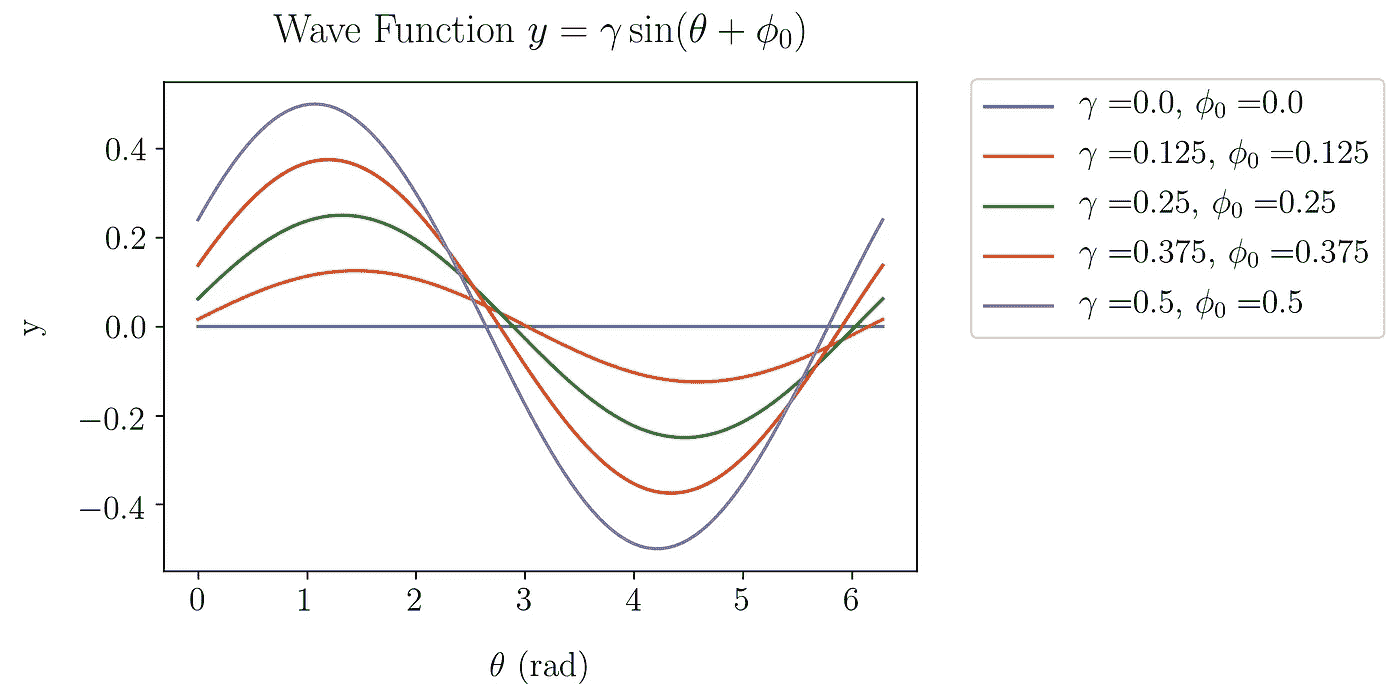 Wave Function y = γ sin(θ + ϕ₀)
γ =0.0, ϕ₀ =0.0
γ =0.125, ϕ₀ =0.125
γ =0.25, ϕ₀ =0.25
γ =0.375, ϕ₀ =0.375
γ =0.5, ϕ₀ =0.5
y
0.4
0.2
0.0
−0.2
−0.4
0 1 2 3 4 5 6
θ (rad)